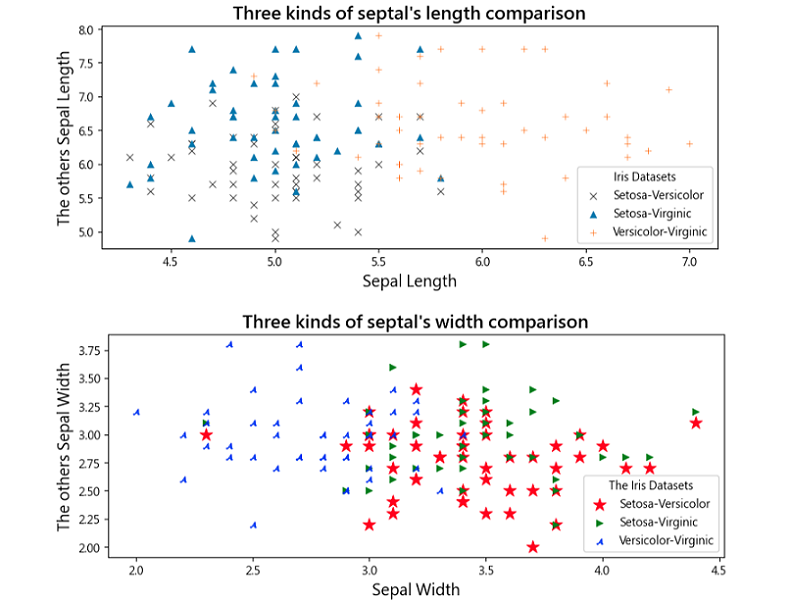 Three kinds of septal's length comparison
The others Sepal Length
8.0
7.5
7.0
6.5
6.0
5.5
5.0
Iris Datasets
Setosa-Versicolor
Setosa-Virginic
Versicolor-Virginic
4.5 5.0 5.5 6.0 6.5 7.0
Sepal Length
Three kinds of septal's width comparison
The others Sepal Width
3.75
3.50
3.25
3.00
2.75
2.50
2.25
2.00
The Iris Datasets
Setosa-Versicolor
Setosa-Virginic
Versicolor-Virginic
2.0 2.5 3.0 3.5 4.0 4.5
Sepal Width